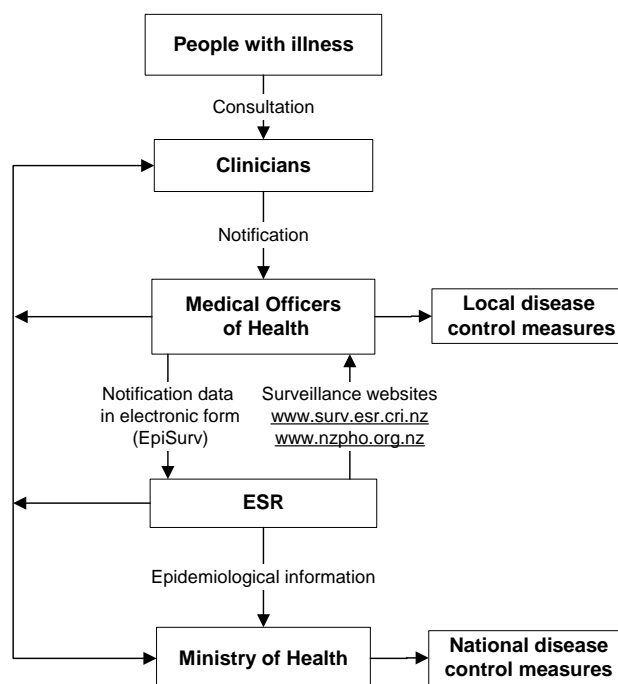 People with illness
Consultation
Clinicians
Notification
Medical Officers
of Health
Local disease
control measures
Notification data
in electronic form
(EpiSurv)
Surveillance websites
www.surv.esr.cri.nz
www.nzpho.org.nz
ESR
Epidemiological information
Ministry of Health
National disease
control measures